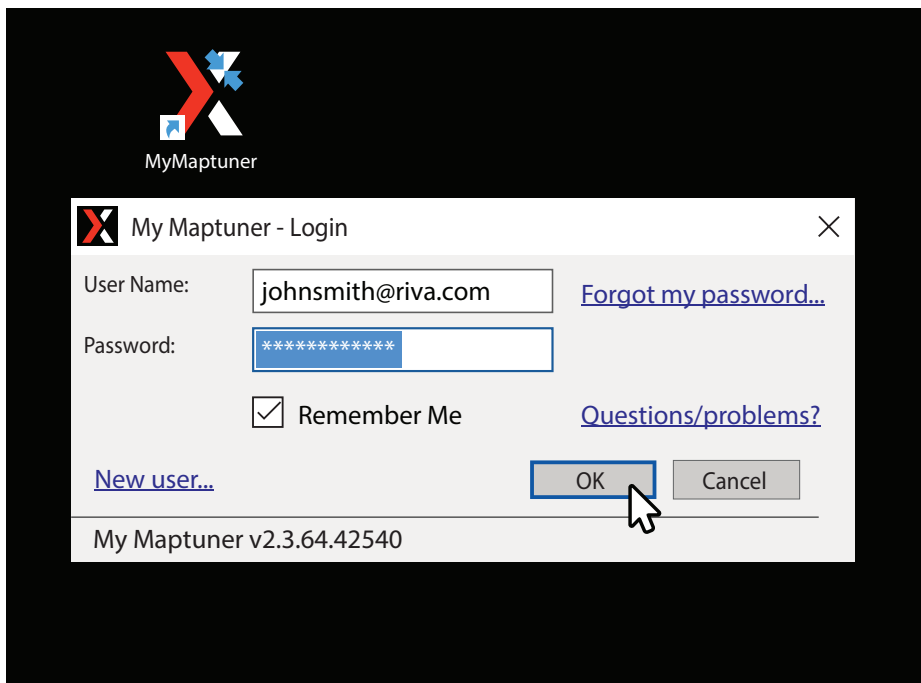 MyMaptuner
My Maptuner - Login
User Name:
johnsmith@riva.com
Forgot my password...
Password:
************
Remember Me
Questions/problems?
New user...
OK
Cancel
My Maptuner v2.3.64.42540